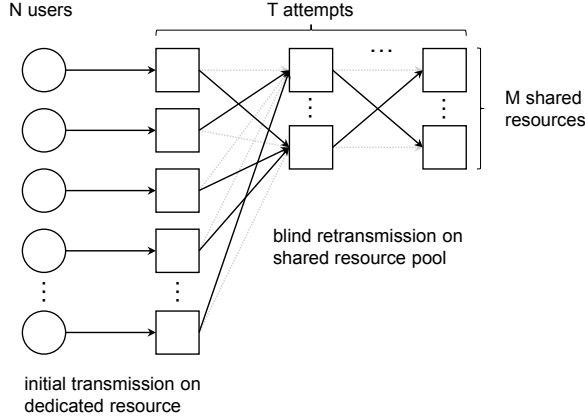 N users
T attempts
...
M shared
resources
blind retransmission on
shared resource pool
initial transmission on
dedicated resource